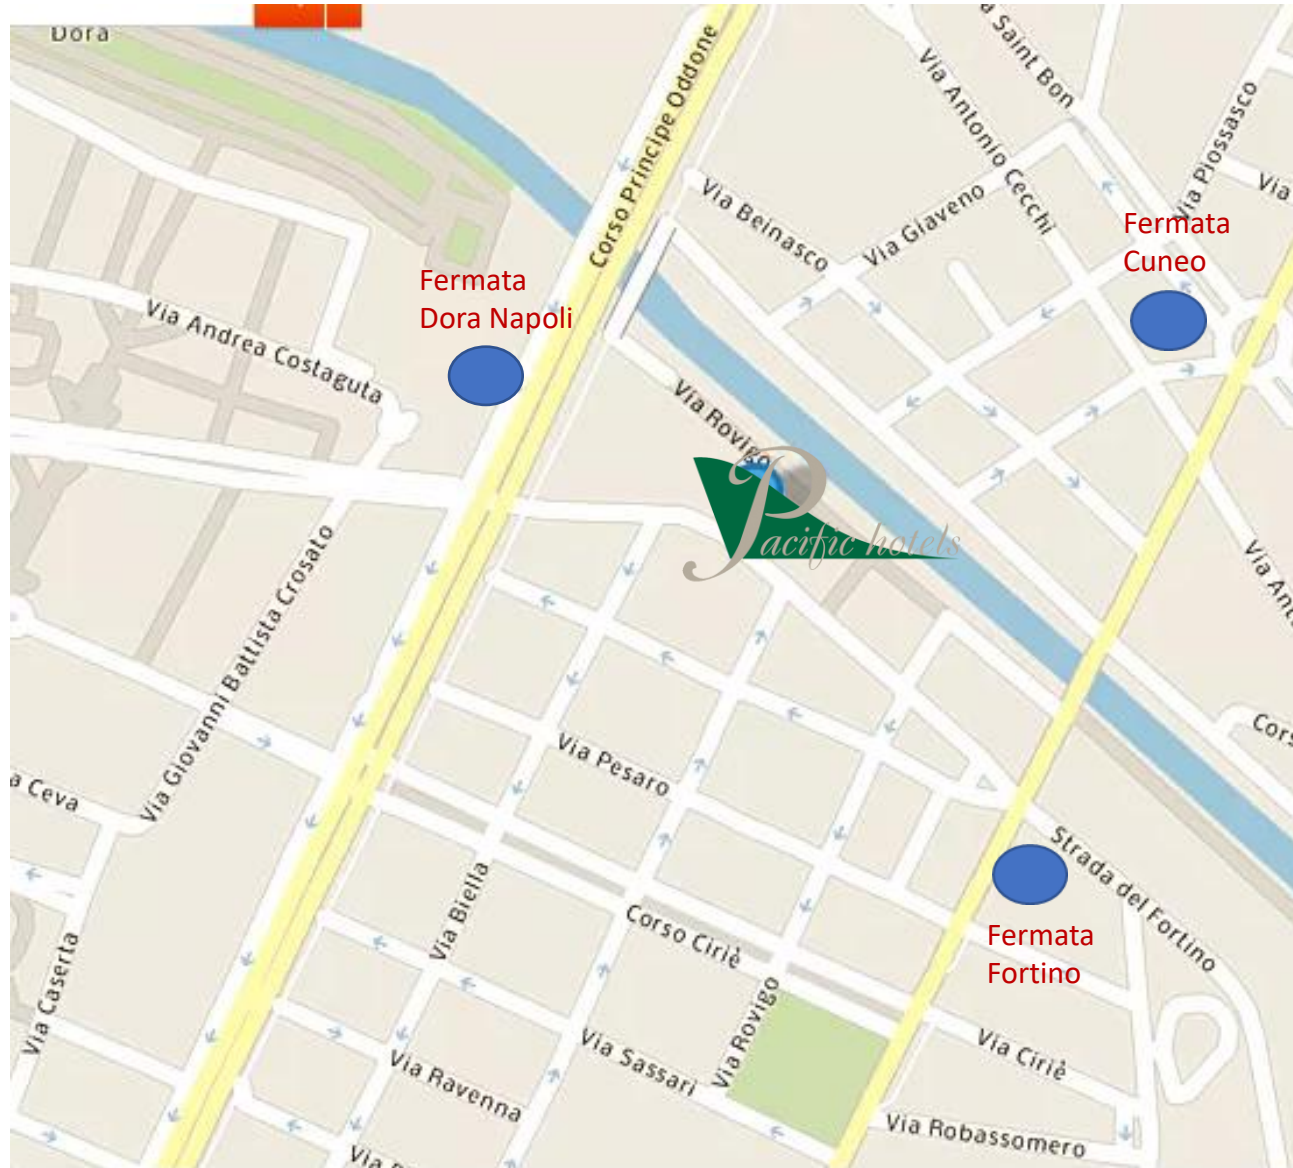 Dora
Corso Principe Oddone
Via Antonio Cecchi
a Saint Bon
Via Piossasco
Via
Via Beinasco
Via Giaveno
Fermata
Cuneo
Fermata
Dora Napoli
Via Andrea Costaguta
Via Rovigo
Pacific hotels
Via Giovanni Battista Crosato
Via Ant
Cors
a Ceva
Via Pesaro
Strada del Fortino
Via Biella
Corso Ciriè
Fermata
Fortino
Via Caserta
Via Rovigo
Via Ciriè
Via Sassari
Via Ravenna
Via Robassomero
Via